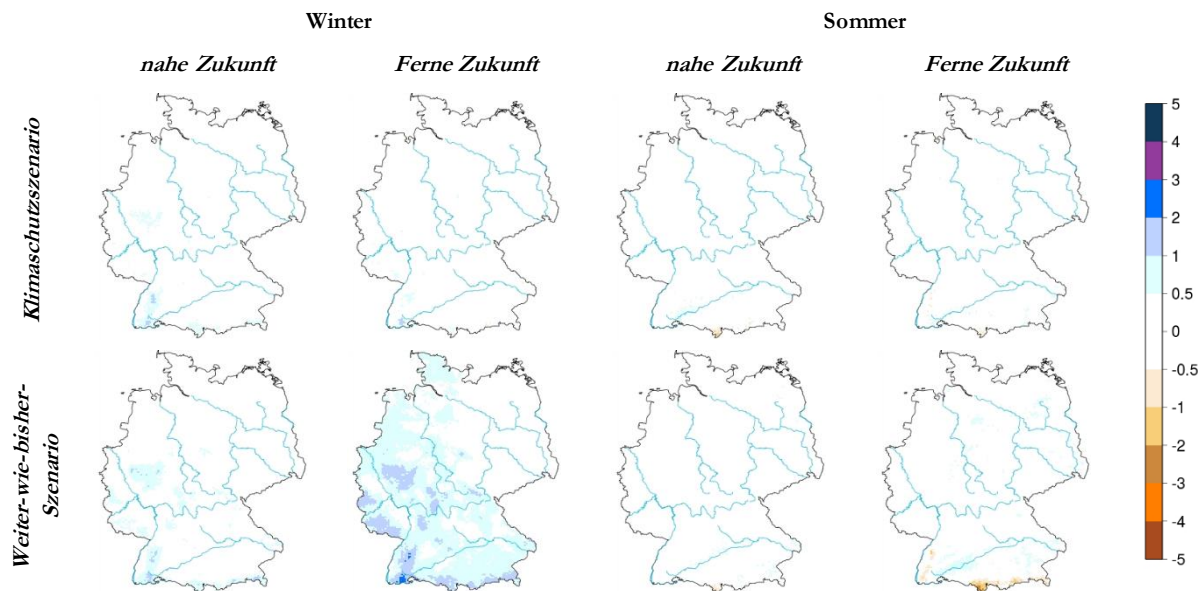 Winter
Sommer
nahe Zukunft
Ferne Zukunft
nahe Zukunft
Ferne Zukunft
Klimaschutzszenario
Weiter-wie-bisher-
Szenario
5
4
3
2
1
0.5
0
-0.5
-1
-2
-3
-4
-5